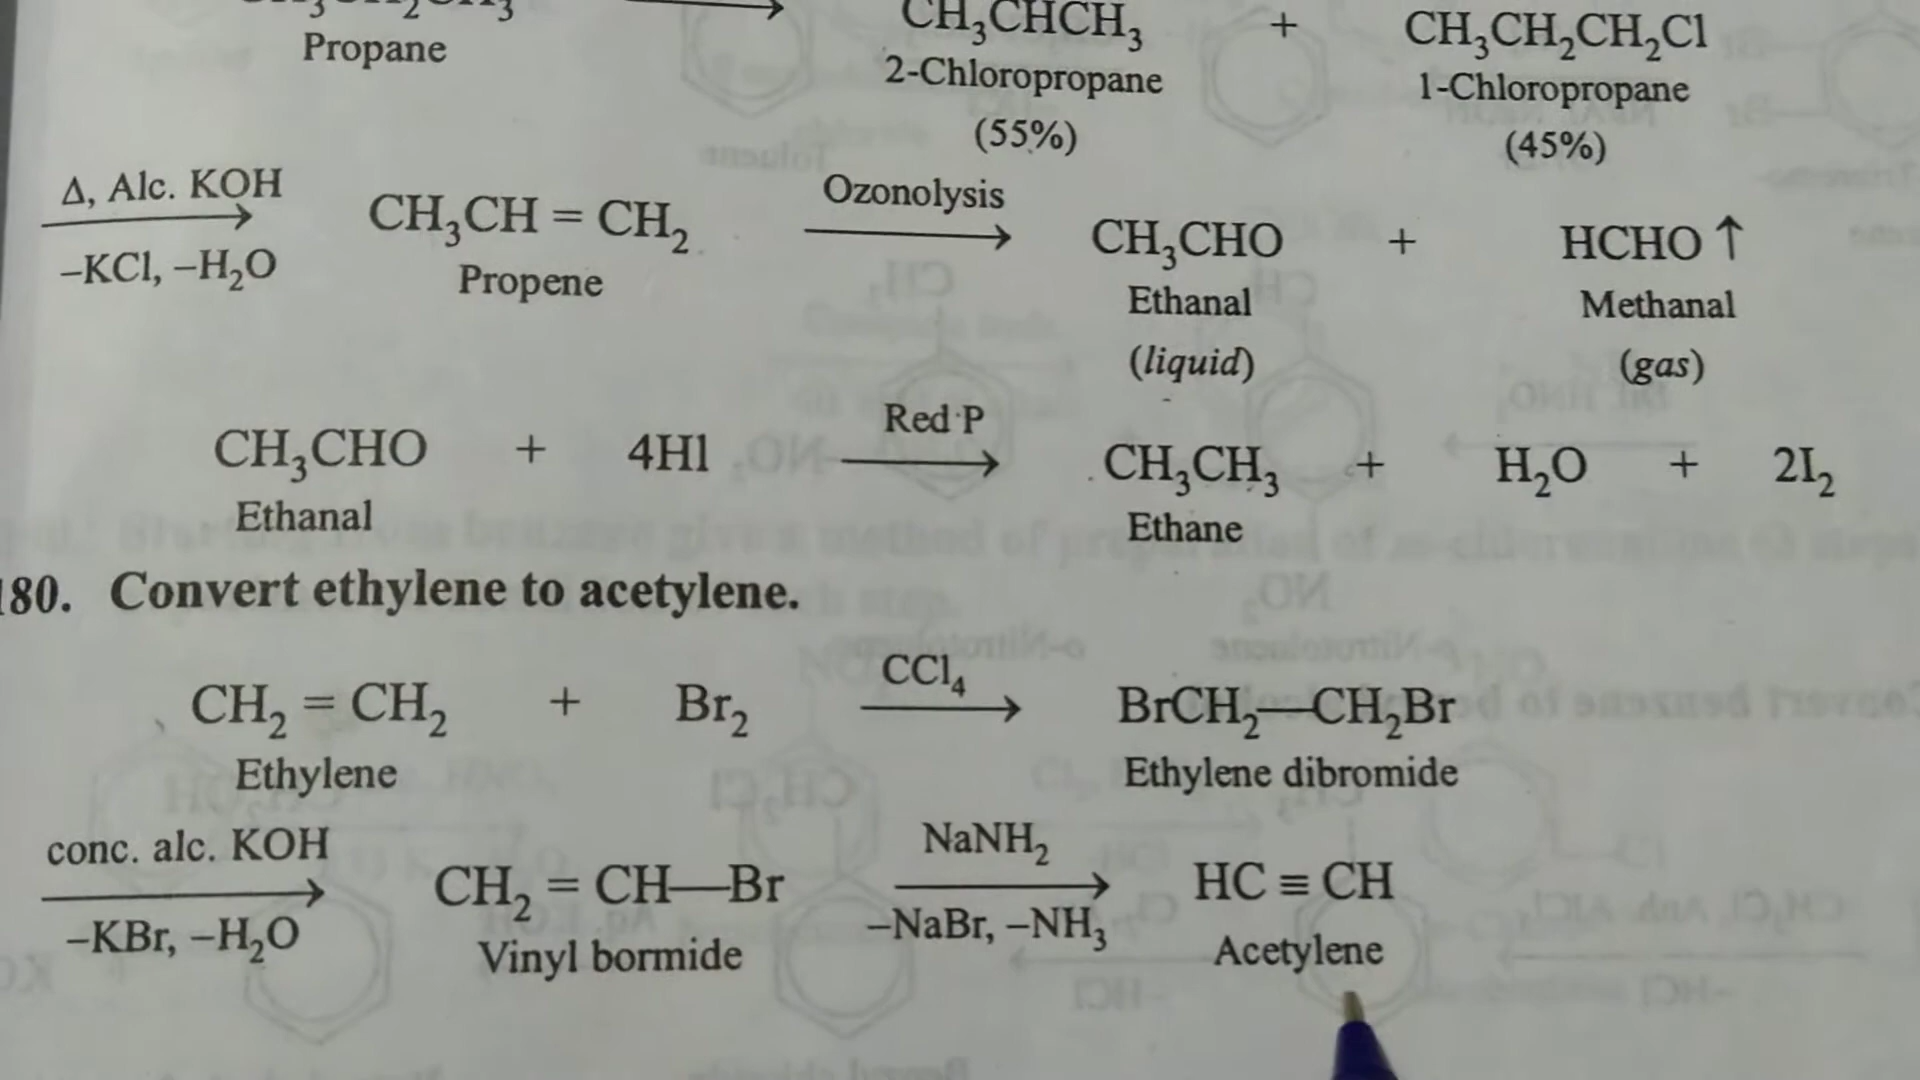 Propane
CH₃CHCH₃ + CH₃CH₂CH₂Cl
2-Chloropropane 1-Chloropropane
(55%) (45%)
Δ, Alc. KOH
–KCl, –H₂O
CH₃CH = CH₂
Propene
Ozonolysis
CH₃CHO + HCHO ↑
Ethanal Methanal
(liquid) (gas)
Red P
CH₃CHO + 4Hl → CH₃CH₃ + H₂O + 2I₂
Ethanal Ethane
180. Convert ethylene to acetylene.
CCl₄
CH₂ = CH₂ + Br₂ → BrCH₂—CH₂Br
Ethylene Ethylene dibromide
conc. alc. KOH
–KBr, –H₂O
CH₂ = CH—Br
Vinyl bormide
NaNH₂
–NaBr, –NH₃
HC ≡ CH
Acetylene